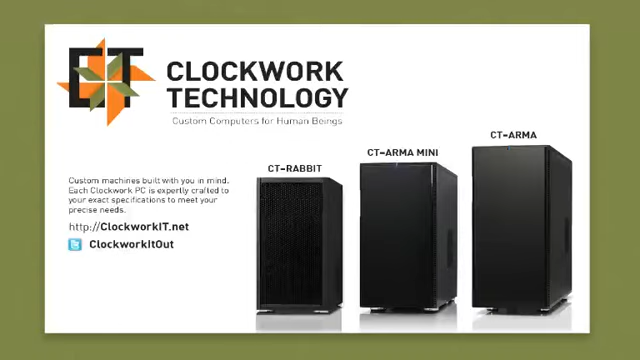 CT
CLOCKWORK
TECHNOLOGY
Custom Computers for Human Beings
CT-RABBIT
CT-ARMA MINI
CT-ARMA
Custom machines built with you in mind.
Each Clockwork PC is expertly crafted to
your exact specifications to meet your
precise needs.
http://ClockworkIT.net
ClockworkitOut